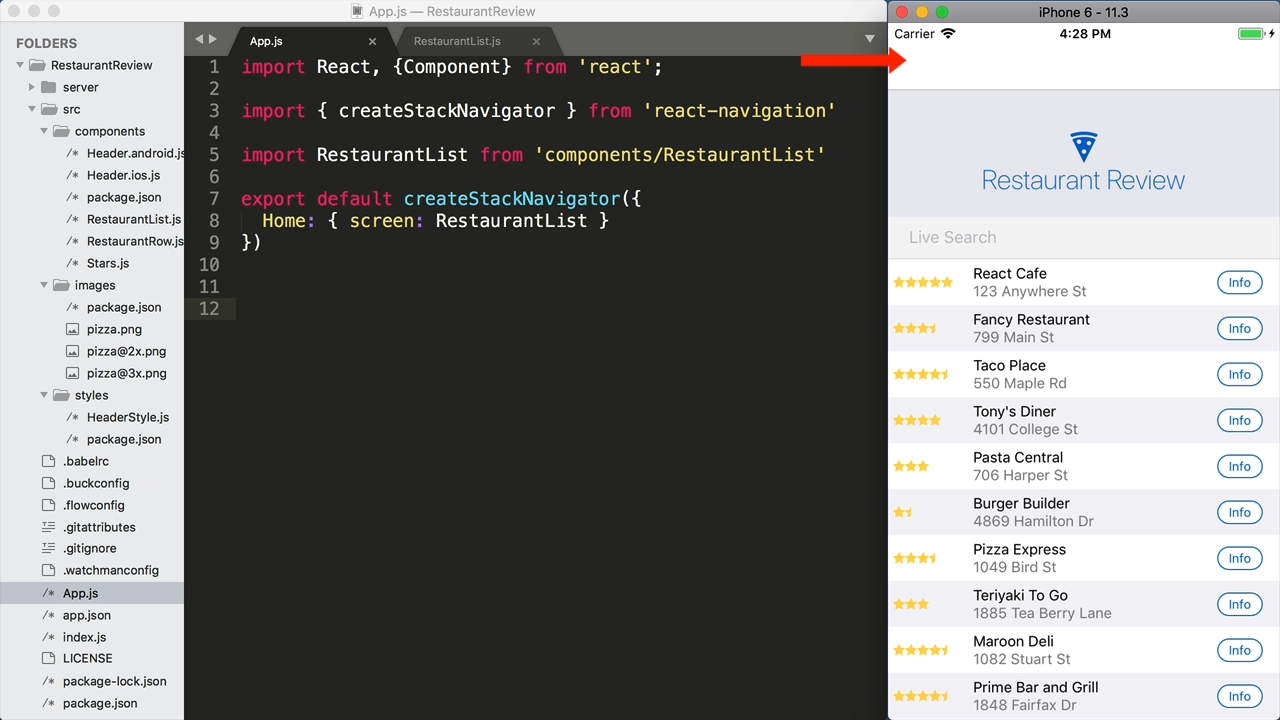 App.js — RestaurantReview
FOLDERS
RestaurantReview
server
src
components
/* Header.android.js
/* Header.ios.js
/* package.json
/* RestaurantList.js
/* RestaurantRow.js
/* Stars.js
images
/* package.json
pizza.png
pizza@2x.png
pizza@3x.png
styles
/* HeaderStyle.js
/* package.json
.babelrc
.buckconfig
.flowconfig
.gitattributes
.gitignore
.watchmanconfig
/* App.js
/* app.json
/* index.js
LICENSE
/* package-lock.json
/* package.json
App.js × RestaurantList.js ×
1 import React, {Component} from 'react';
2
3 import { createStackNavigator } from 'react-navigation'
4
5 import RestaurantList from 'components/RestaurantList'
6
7 export default createStackNavigator({
8 Home: { screen: RestaurantList }
9 })
10
11
12
iPhone 6 - 11.3
Carrier 4:28 PM
Restaurant Review
Live Search
React Cafe
123 Anywhere St
Info
Fancy Restaurant
799 Main St
Info
Taco Place
550 Maple Rd
Info
Tony's Diner
4101 College St
Info
Pasta Central
706 Harper St
Info
Burger Builder
4869 Hamilton Dr
Info
Pizza Express
1049 Bird St
Info
Teriyaki To Go
1885 Tea Berry Lane
Info
Maroon Deli
1082 Stuart St
Info
Prime Bar and Grill
1848 Fairfax Dr
Info